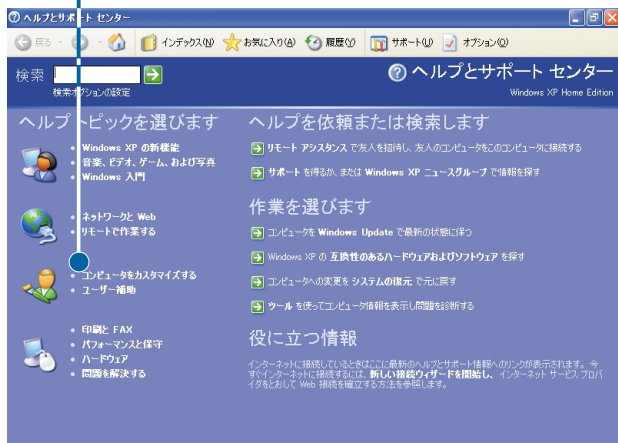 ヘルプとサポート センター
戻る
インデックス(N)
お気に入り(A)
履歴(Y)
サポート(U)
オプション(O)
検索
検索オプションの設定
ヘルプとサポート センター
Windows XP Home Edition
ヘルプ トピックを選びます
Windows XP の新機能
音楽、ビデオ、ゲーム、および写真
Windows 入門
ネットワークと Web
リモートで作業する
コンピュータをカスタマイズする
ユーザー補助
印刷と FAX
パフォーマンスと保守
ハードウェア
問題を解決する
ヘルプを依頼または検索します
リモート アシスタンス で友人を招待し、友人のコンピュータをこのコンピュータに接続する
サポート を得るか、または Windows XP ニュースグループ で情報を探す
作業を選びます
コンピュータを Windows Update で最新の状態に保つ
Windows XP の 互換性のあるハードウェアおよびソフトウェア を探す
コンピュータへの変更を システムの復元 で元に戻す
ツール を使ってコンピュータ情報を表示し問題を診断する
役に立つ情報
インターネットに接続しているときはここに最新のヘルプとサポート情報へのリンクが表示されます。今
すぐインターネットに接続するには、新しい接続ウィザードを開始し、インターネット サービス プロバ
イダをとおして Web 接続を確立する方法を参照します。